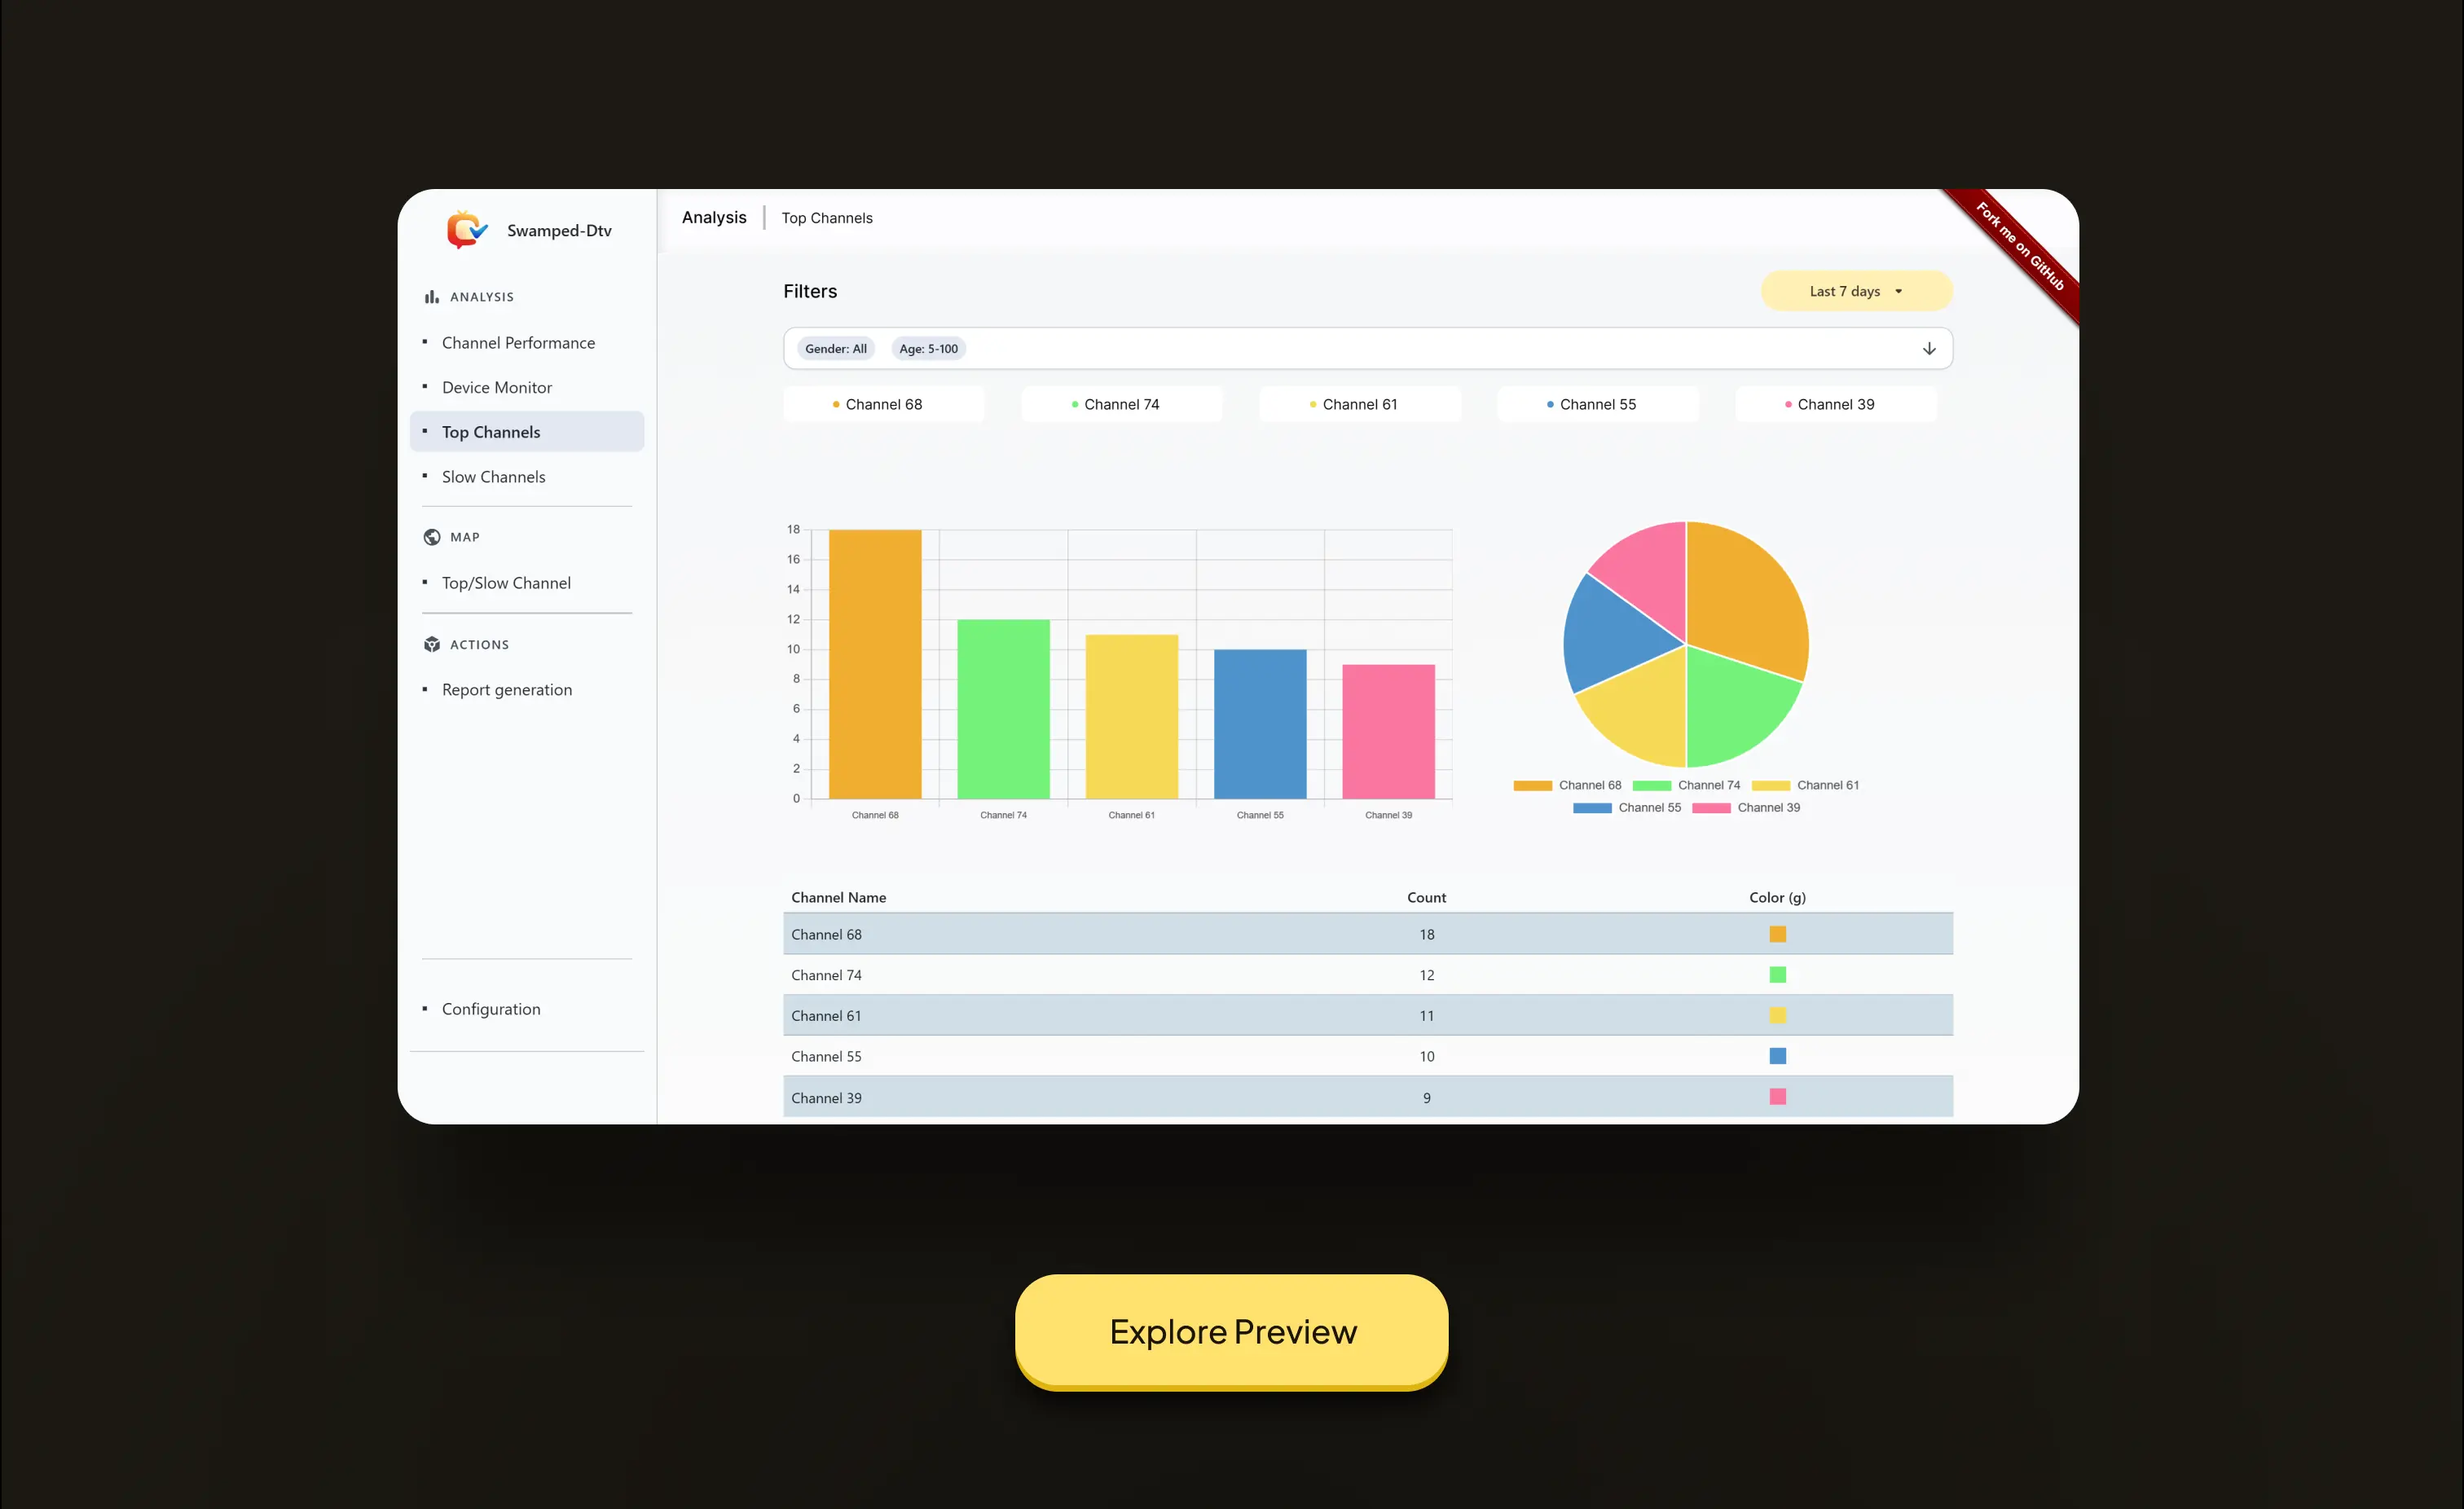 Swamped-Dtv
ANALYSIS
Channel Performance
Device Monitor
Top Channels
Slow Channels
MAP
Top/Slow Channel
ACTIONS
Report generation
Configuration
Analysis
Top Channels
Fork me on GitHub
Filters
Last 7 days
Gender: All Age: 5-100
Channel 68 Channel 74 Channel 61 Channel 55 Channel 39
18
16
14
12
10
8
6
4
2
0
Channel 68 Channel 74 Channel 61 Channel 55 Channel 39
Channel 68 Channel 74 Channel 61
Channel 55 Channel 39
Channel Name Count Color (g)
Channel 68 18
Channel 74 12
Channel 61 11
Channel 55 10
Channel 39 9
Explore Preview